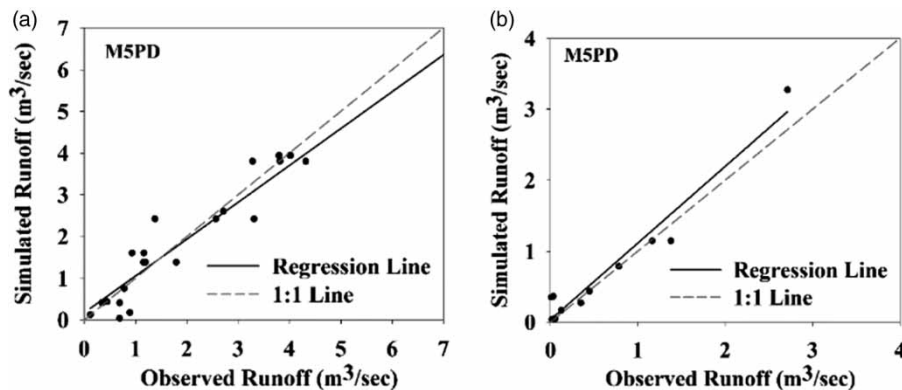 (a)
M5PD
Simulated Runoff (m³/sec)
7
6
5
4
3
2
1
0
0 1 2 3 4 5 6 7
Observed Runoff (m³/sec)
Regression Line
1:1 Line
(b)
M5PD
Simulated Runoff (m³/sec)
4
3
2
1
0
0 1 2 3 4
Observed Runoff (m³/sec)
Regression Line
1:1 Line